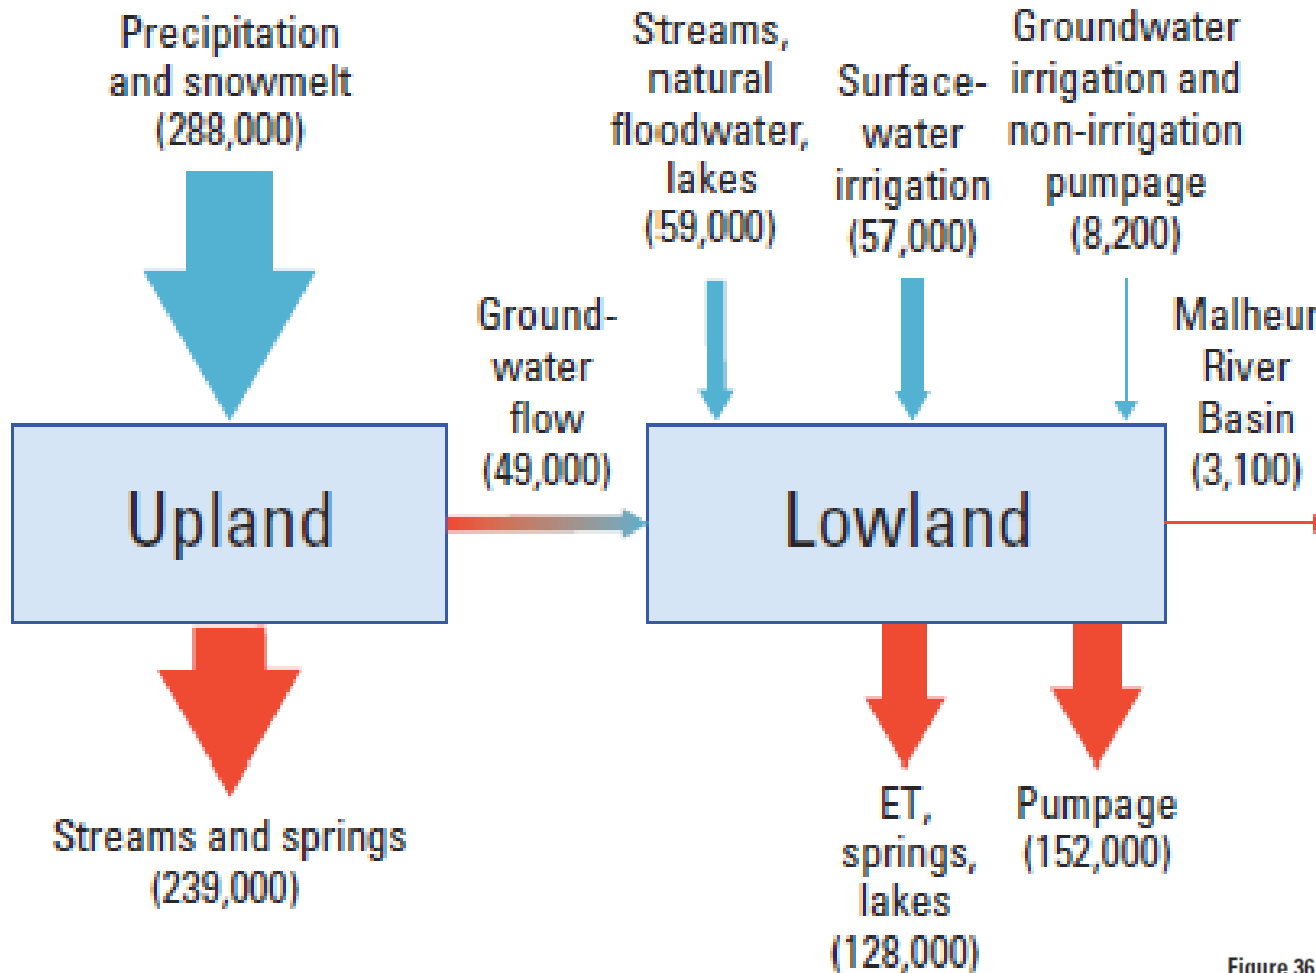 Precipitation
and snowmelt
(288,000)
Streams,
natural
floodwater,
lakes
(59,000)
Surface-
water
irrigation
(57,000)
Groundwater
irrigation and
non-irrigation
pumpage
(8,200)
Ground-
water
flow
(49,000)
Malheur
River
Basin
(3,100)
Upland
Lowland
Streams and springs
(239,000)
ET,
springs,
lakes
(128,000)
Pumpage
(152,000)
Figure 36